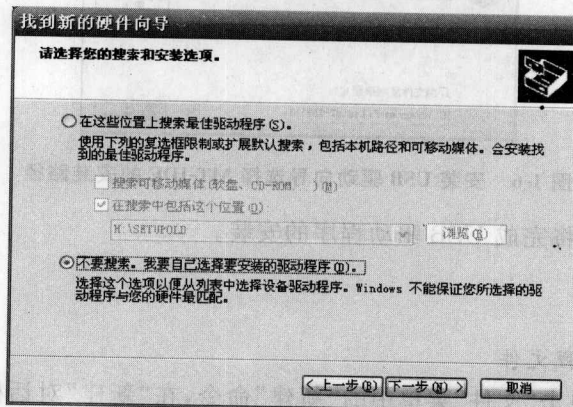 找到新的硬件向导
请选择您的搜索和安装选项。
在这些位置上搜索最佳驱动程序(S)。
使用下列的复选框限制或扩展默认搜索，包括本机路径和可移动媒体。会安装找
到的最佳驱动程序。
搜索可移动媒体(软盘、CD-ROM...)(M)
在搜索中包括这个位置(O)
M:\SETUPOLD
浏览(R)
不要搜索。我要自己选择要安装的驱动程序(D)。
选择这个选项以便从列表中选择设备驱动程序。Windows 不能保证您所选择的驱
动程序与您的硬件最匹配。
<上一步(B)
下一步(N)>
取消